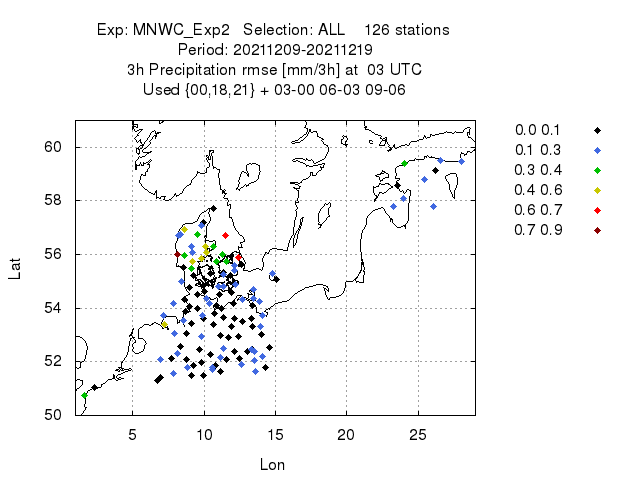 Exp: MNWC_Exp2 Selection: ALL 126 stations
Period: 20211209-20211219
3h Precipitation rmse [mm/3h] at 03 UTC
Used {00,18,21} + 03-00 06-03 09-06
0.0 0.1
0.1 0.3
0.3 0.4
0.4 0.6
0.6 0.7
0.7 0.9
Lat
60
58
56
54
52
50
5 10 15 20 25
Lon